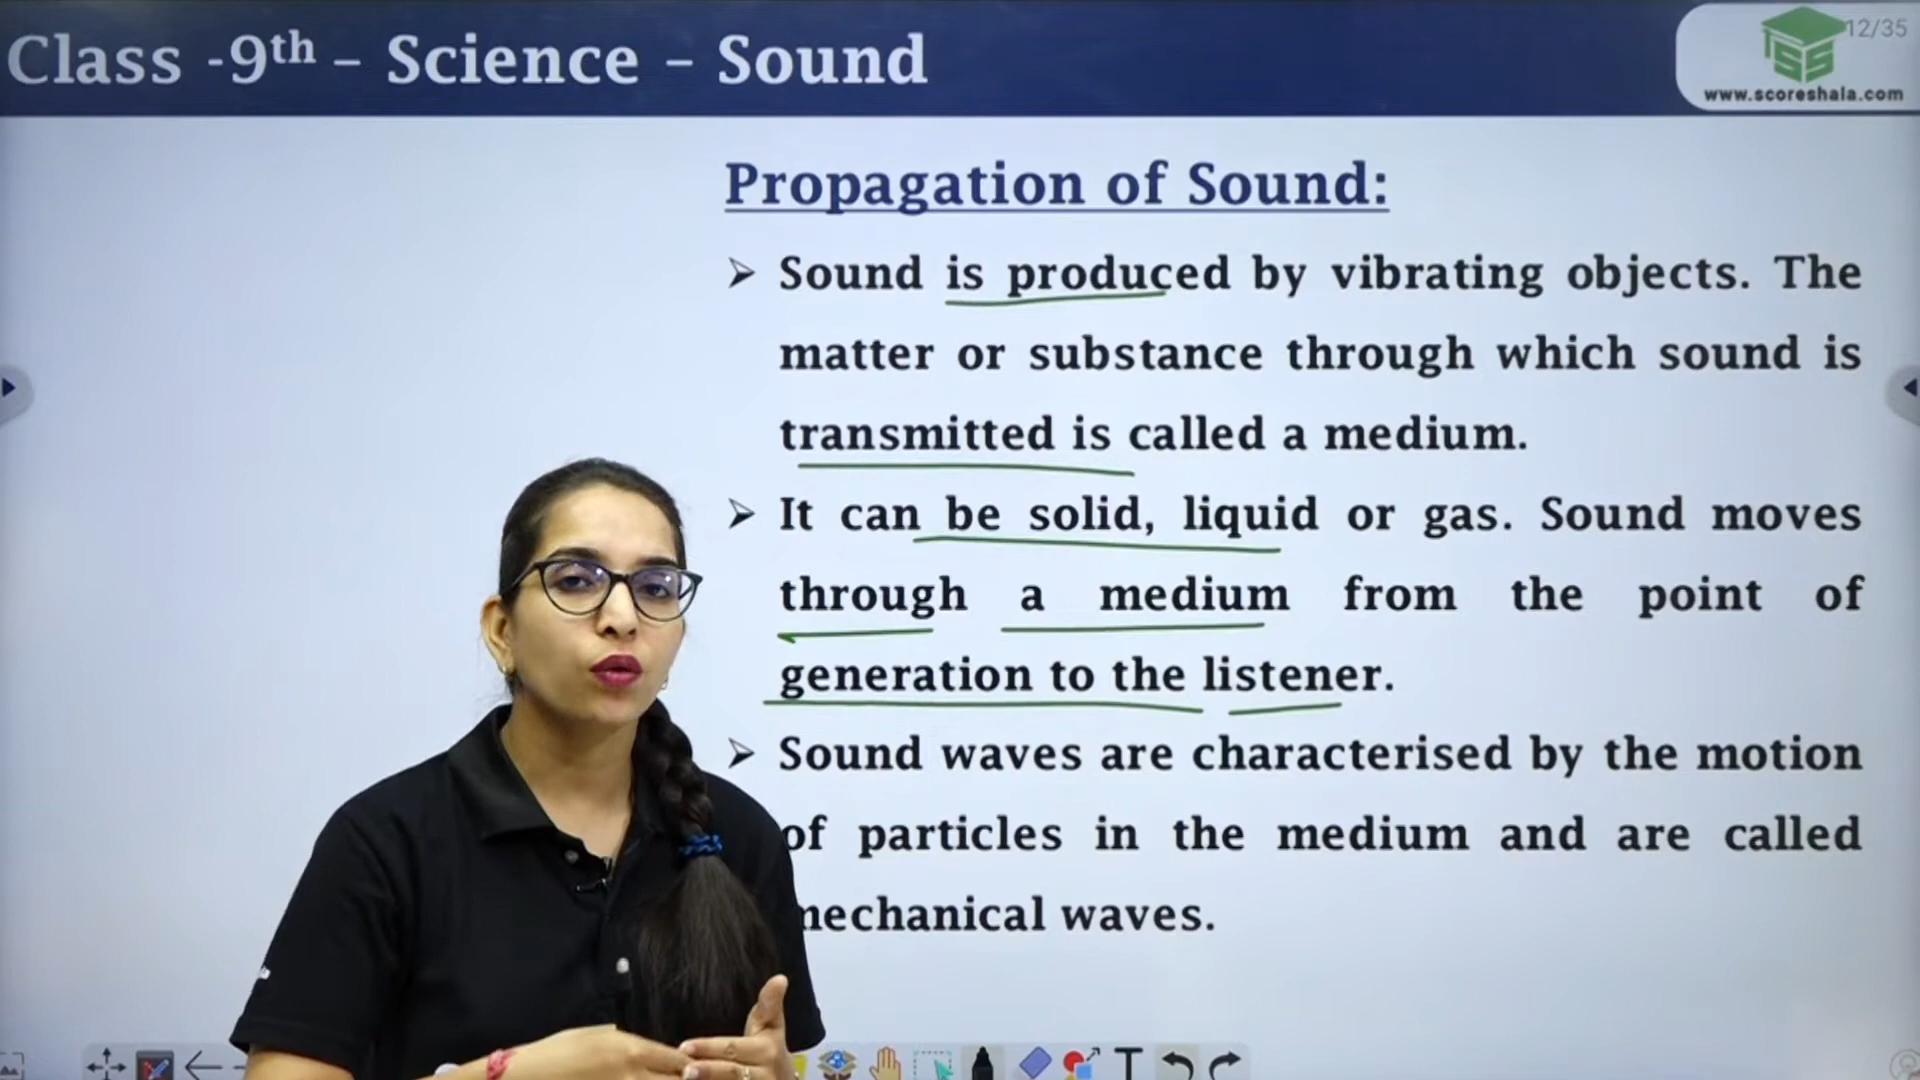 Class -9th – Science – Sound
12/35
www.scoreshala.com
Propagation of Sound:
➢ Sound is produced by vibrating objects. The
matter or substance through which sound is
transmitted is called a medium.
➢ It can be solid, liquid or gas. Sound moves
through a medium from the point of
generation to the listener.
➢ Sound waves are characterised by the motion
of particles in the medium and are called
mechanical waves.
T